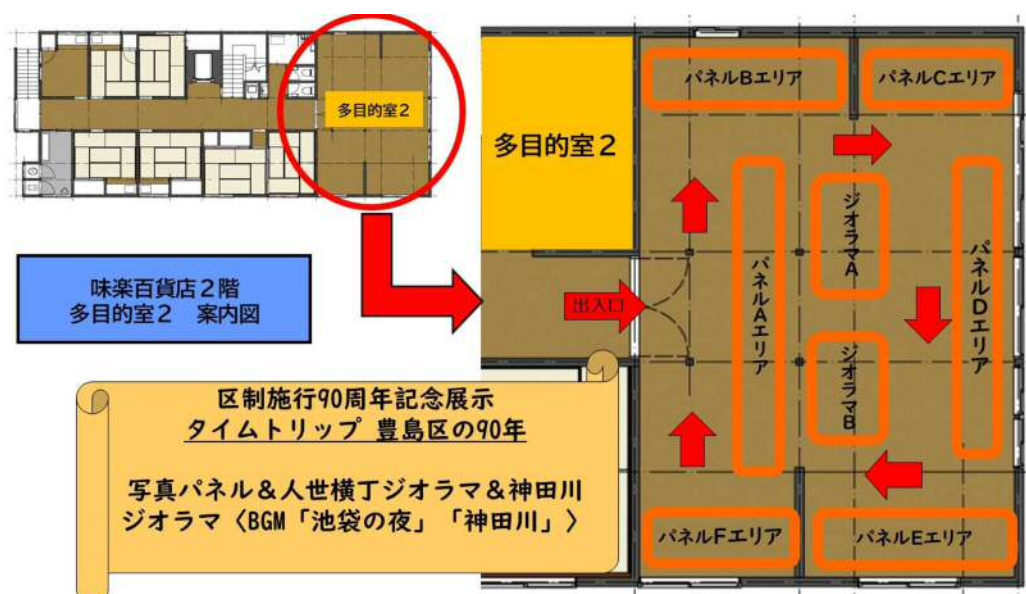 多目的室2
味楽百貨店2階
多目的室2 案内図
区制施行90周年記念展示
タイムトリップ 豊島区の90年
写真パネル&人世横丁ジオラマ&神田川
ジオラマ〈BGM「池袋の夜」「神田川」〉
多目的室2
出入口
パネルAエリア
パネルBエリア
パネルCエリア
ジオラマA
パネルDエリア
ジオラマB
パネルEエリア
パネルFエリア